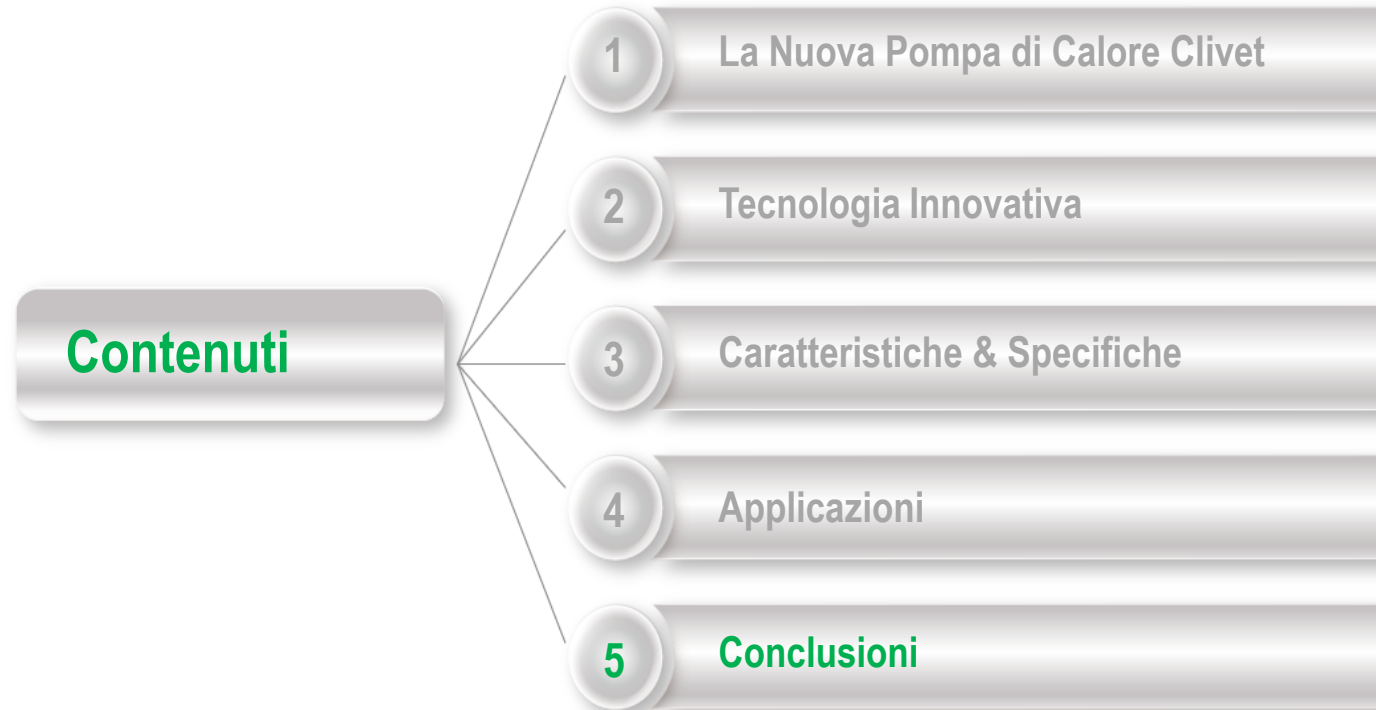 1
La Nuova Pompa di Calore Clivet
2
Tecnologia Innovativa
Contenuti
3
Caratteristiche & Specifiche
4
Applicazioni
5
Conclusioni